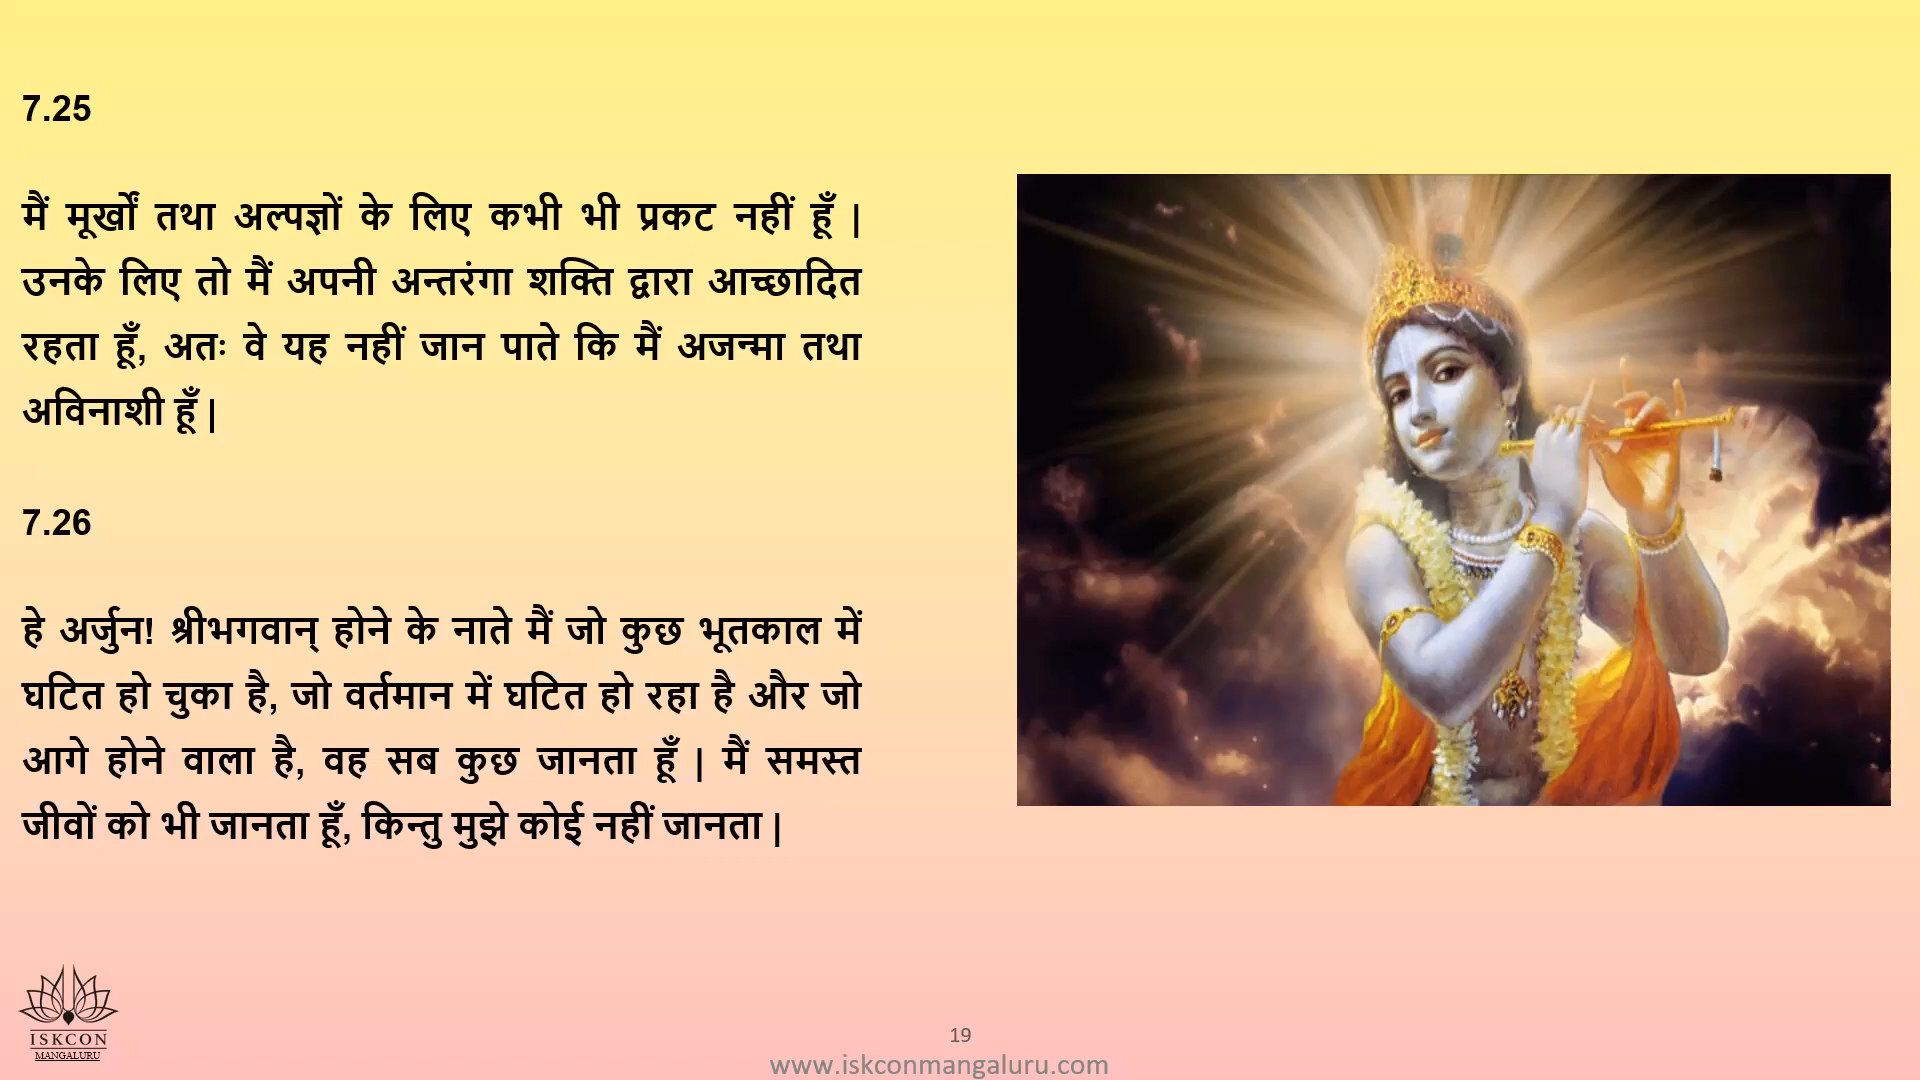 7.25
मैं मूर्खों तथा अल्पज्ञों के लिए कभी भी प्रकट नहीं हूँ |
उनके लिए तो मैं अपनी अन्तरंगा शक्ति द्वारा आच्छादित
रहता हूँ, अतः वे यह नहीं जान पाते कि मैं अजन्मा तथा
अविनाशी हूँ |
7.26
हे अर्जुन! श्रीभगवान् होने के नाते मैं जो कुछ भूतकाल में
घटित हो चुका है, जो वर्तमान में घटित हो रहा है और जो
आगे होने वाला है, वह सब कुछ जानता हूँ | मैं समस्त
जीवों को भी जानता हूँ, किन्तु मुझे कोई नहीं जानता |
ISKCON
MANGALURU
19
www.iskconmangaluru.com